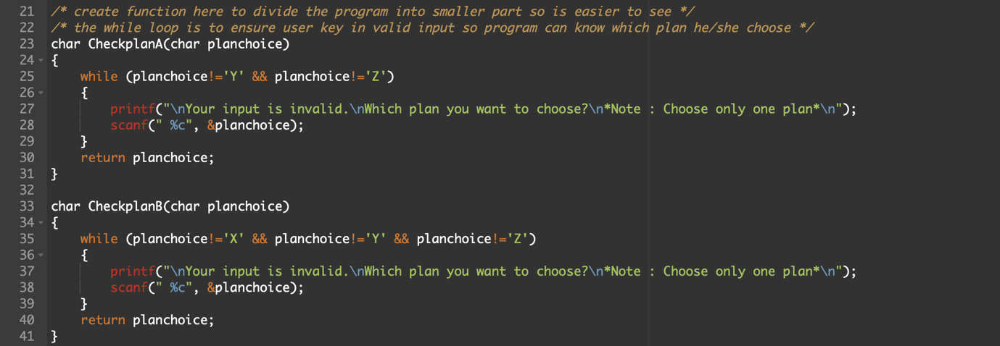 21 /* create function here to divide the program into smaller part so is easier to see */
22 /* the while loop is to ensure user key in valid input so program can know which plan he/she choose */
23 char CheckplanA(char planchoice)
24 {
25     while (planchoice!='Y' && planchoice!='Z')
26     {
27         printf("\nYour input is invalid.\nWhich plan you want to choose?\n*Note : Choose only one plan*\n");
28         scanf(" %c", &planchoice);
29     }
30     return planchoice;
31 }
32
33 char CheckplanB(char planchoice)
34 {
35     while (planchoice!='X' && planchoice!='Y' && planchoice!='Z')
36     {
37         printf("\nYour input is invalid.\nWhich plan you want to choose?\n*Note : Choose only one plan*\n");
38         scanf(" %c", &planchoice);
39     }
40     return planchoice;
41 }